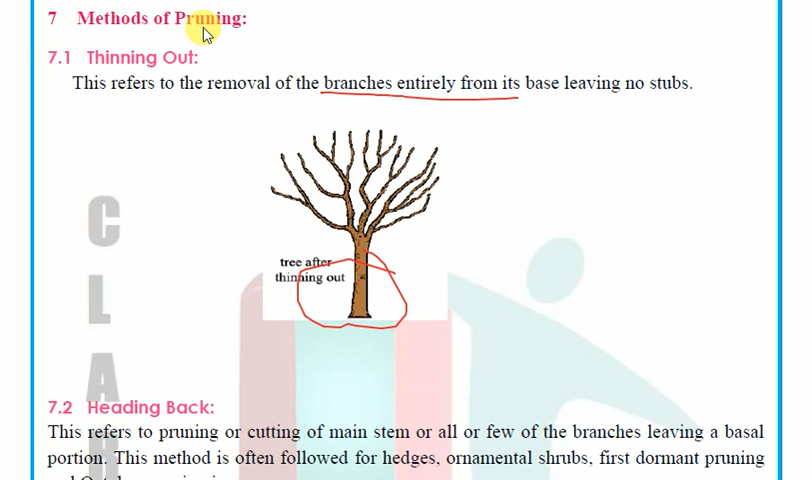 7 Methods of Pruning:
7.1 Thinning Out:
This refers to the removal of the branches entirely from its base leaving no stubs.
tree after
thinning out
C
L
A
7.2 Heading Back:
This refers to pruning or cutting of main stem or all or few of the branches leaving a basal
portion. This method is often followed for hedges, ornamental shrubs, first dormant pruning